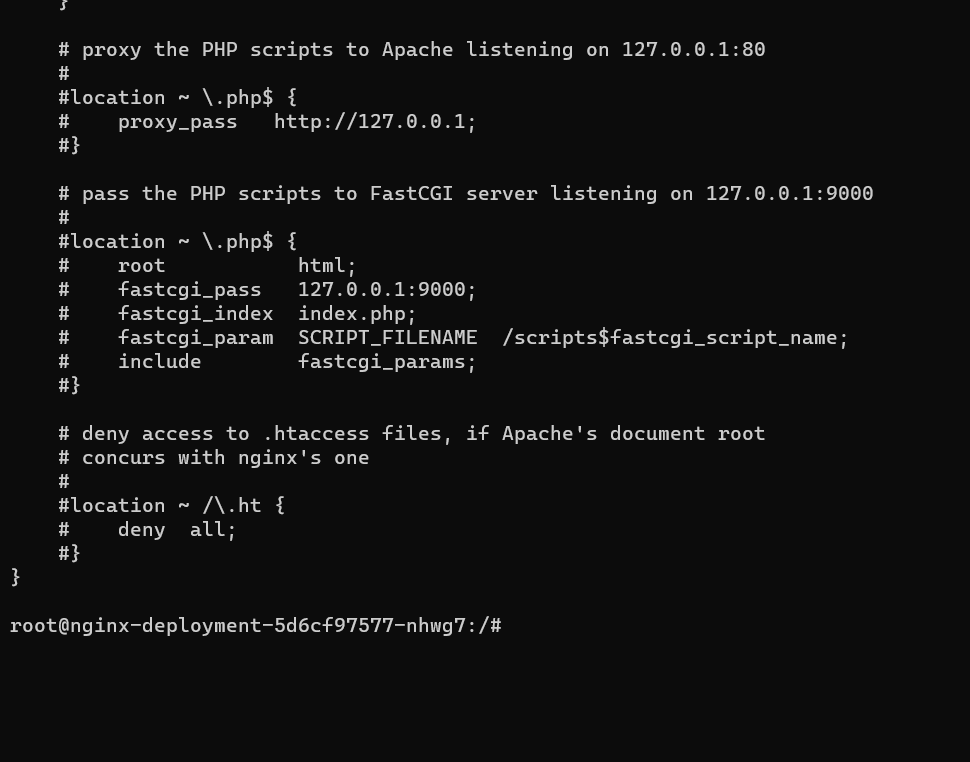 }

    # proxy the PHP scripts to Apache listening on 127.0.0.1:80
    #
    #location ~ \.php$ {
    #    proxy_pass   http://127.0.0.1;
    #}

    # pass the PHP scripts to FastCGI server listening on 127.0.0.1:9000
    #
    #location ~ \.php$ {
    #    root           html;
    #    fastcgi_pass   127.0.0.1:9000;
    #    fastcgi_index  index.php;
    #    fastcgi_param  SCRIPT_FILENAME  /scripts$fastcgi_script_name;
    #    include        fastcgi_params;
    #}

    # deny access to .htaccess files, if Apache's document root
    # concurs with nginx's one
    #
    #location ~ /\.ht {
    #    deny  all;
    #}
}

root@nginx-deployment-5d6cf97577-nhwg7:/#